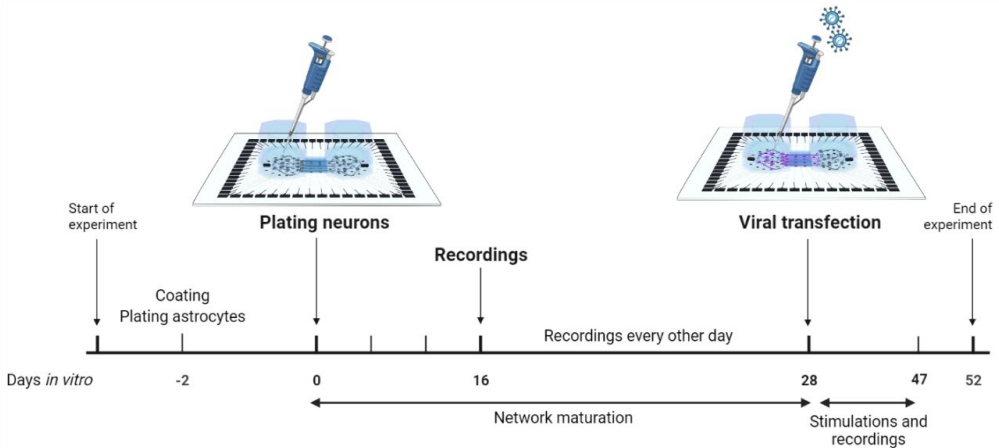 Start of
experiment
Plating neurons
Viral transfection
End of
experiment
Recordings
Coating
Plating astrocytes
Recordings every other day
Days in vitro
-2
0
16
28
47
52
Network maturation
Stimulations and
recordings